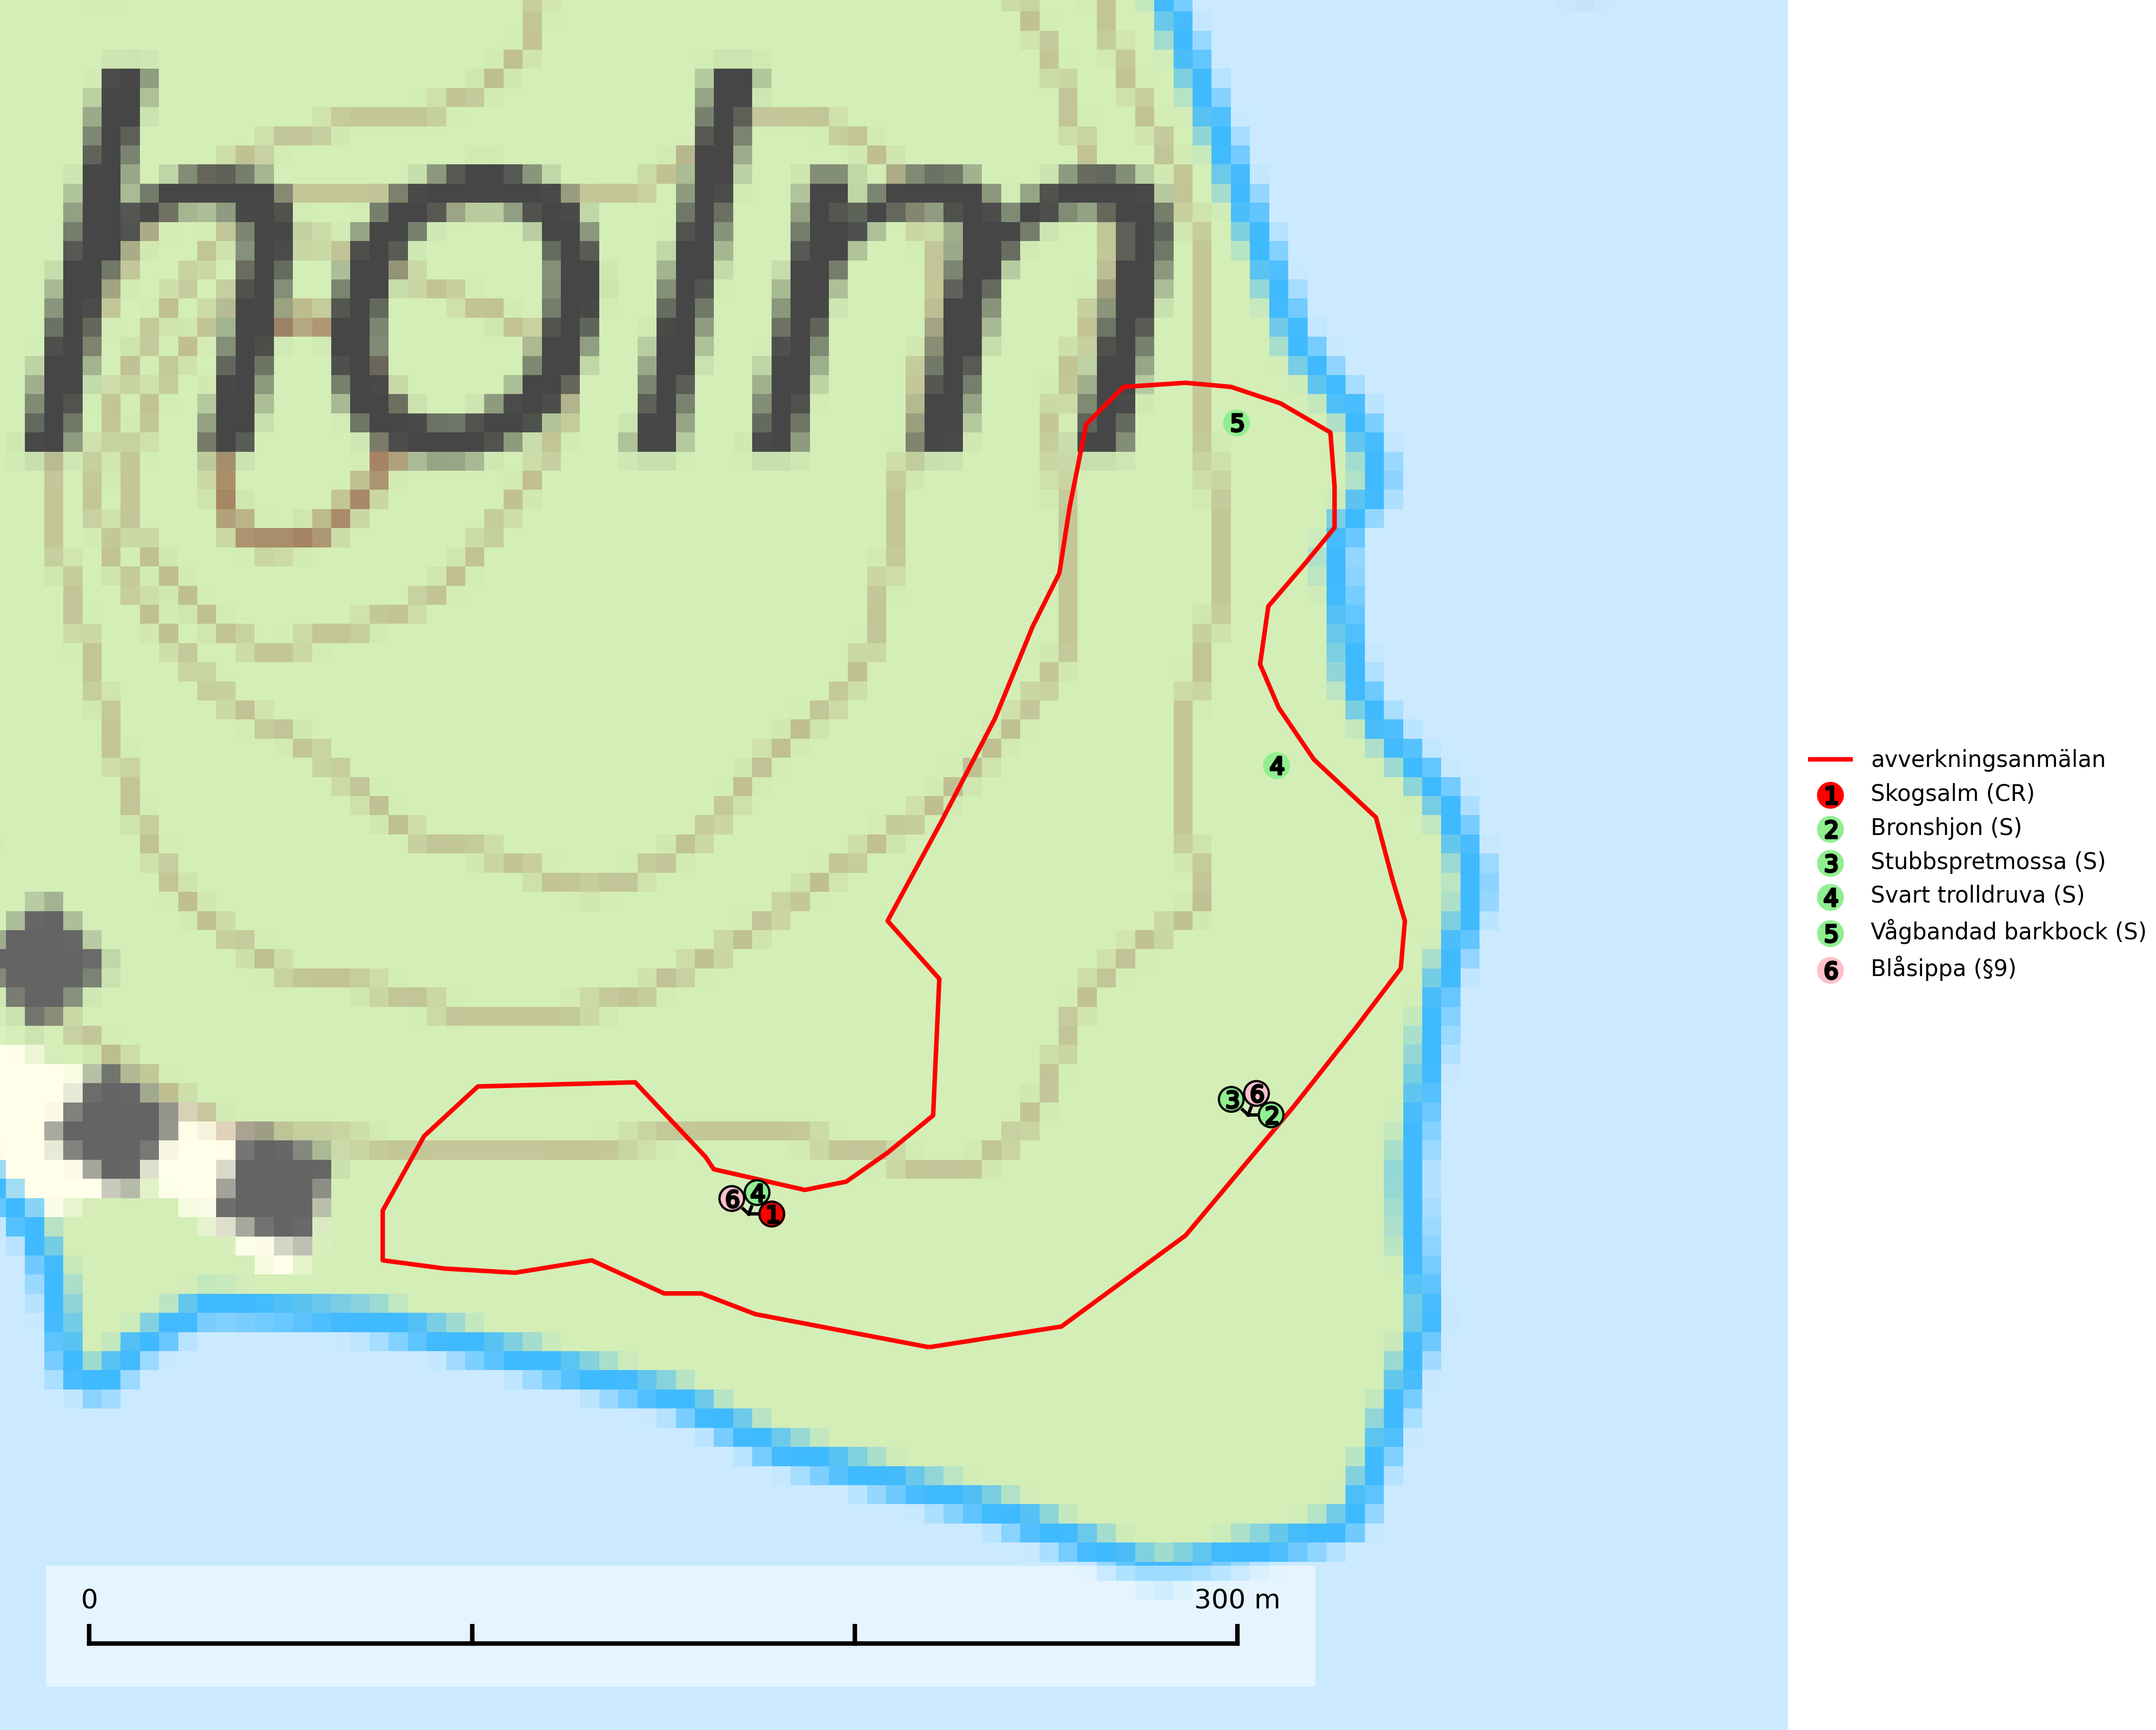 holm
5
4
3 6
2
6 4
1
avverkningsanmälan
1 Skogsalm (CR)
2 Bronshjon (S)
3 Stubbspretmossa (S)
4 Svart trolldruva (S)
5 Vågbandad barkbock (S)
6 Blåsippa (§9)
0 300 m